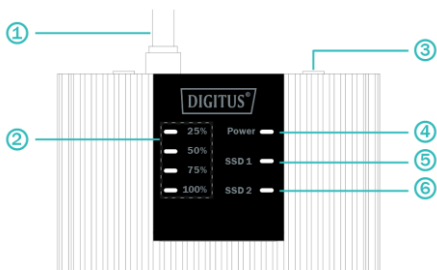 ①
③
DIGITUS®
②
25%
50%
75%
100%
Power
④
SSD 1
⑤
SSD 2
⑥